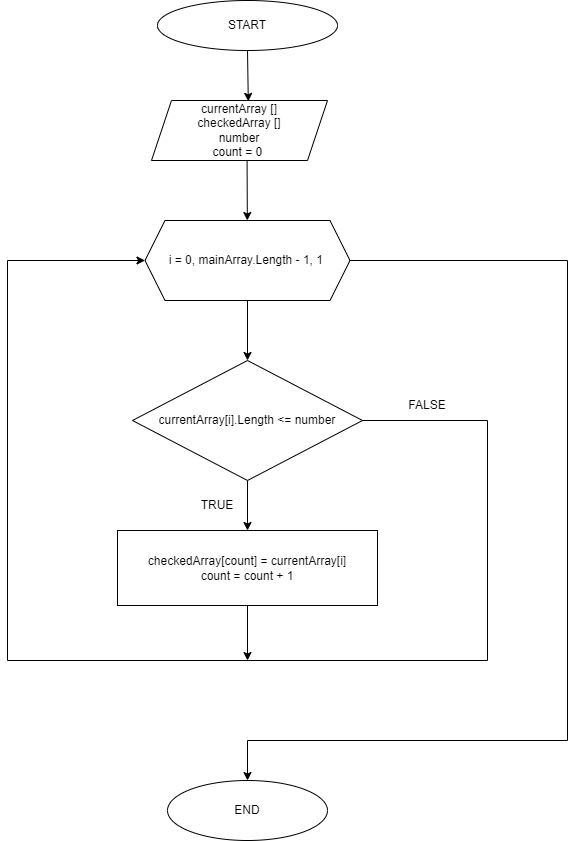 START
currentArray []
checkedArray []
number
count = 0
i = 0, mainArray.Length - 1, 1
currentArray[i].Length <= number
FALSE
TRUE
checkedArray[count] = currentArray[i]
count = count + 1
END